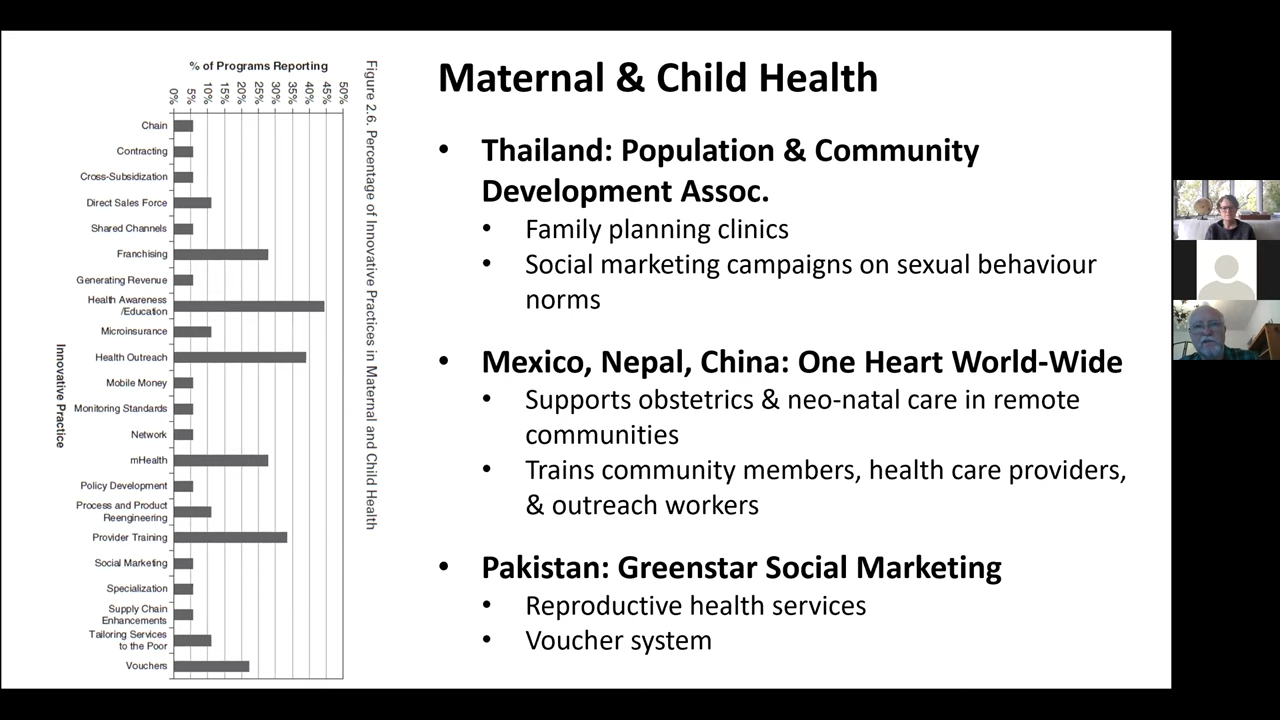 % of Programs Reporting
0% 5% 10% 15% 20% 25% 30% 35% 40% 45% 50%
Chain
Contracting
Cross-Subsidization
Direct Sales Force
Shared Channels
Franchising
Generating Revenue
Health Awareness
/Education
Microinsurance
Health Outreach
Mobile Money
Monitoring Standards
Network
mHealth
Policy Development
Process and Product
Reengineering
Provider Training
Social Marketing
Specialization
Supply Chain
Enhancements
Tailoring Services
to the Poor
Vouchers
Innovative Practice
Figure 2.6. Percentage of Innovative Practices in Maternal and Child Health
Maternal & Child Health
• Thailand: Population & Community
Development Assoc.
• Family planning clinics
• Social marketing campaigns on sexual behaviour
norms
• Mexico, Nepal, China: One Heart World-Wide
• Supports obstetrics & neo-natal care in remote
communities
• Trains community members, health care providers,
& outreach workers
• Pakistan: Greenstar Social Marketing
• Reproductive health services
• Voucher system